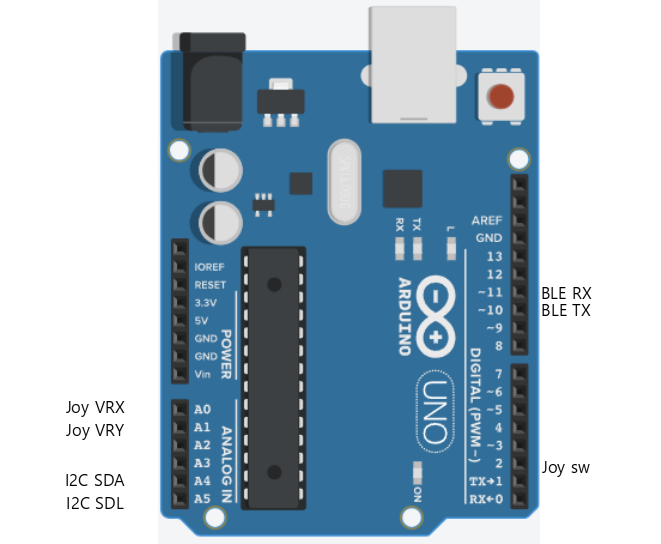 RX
TX
L
AREF
GND
13
12
~11
~10
~9
8
BLE RX
BLE TX
IOREF
RESET
3.3V
5V
GND
GND
Vin
POWER
ARDUINO
UNO
DIGITAL (PWM~)
7
~6
~5
4
~3
2
TX→1
RX←0
Joy sw
Joy VRX
Joy VRY
I2C SDA
I2C SDL
A0
A1
A2
A3
A4
A5
ANALOG IN
ON